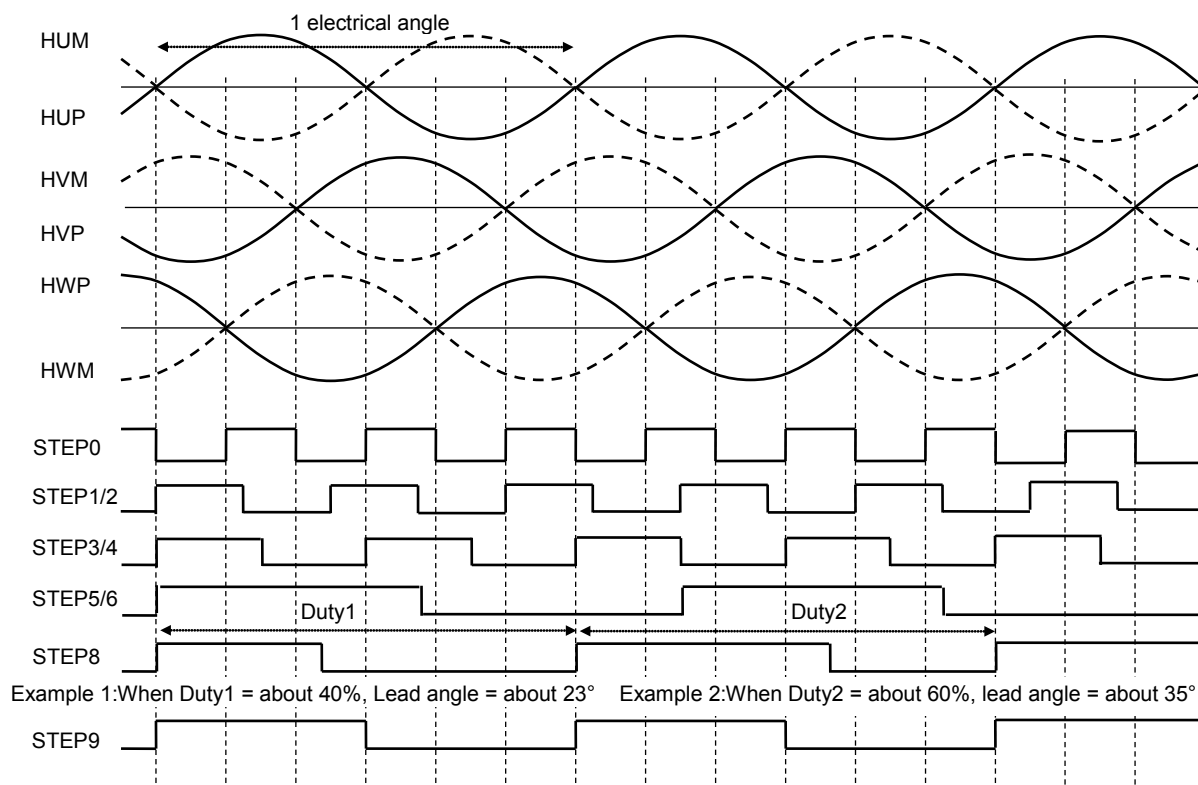 1 electrical angle
HUM
HUP
HVM
HVP
HWP
HWM
STEP0
STEP1/2
STEP3/4
STEP5/6
Duty1 Duty2
STEP8
Example 1:When Duty1 = about 40%, Lead angle = about 23° Example 2:When Duty2 = about 60%, lead angle = about 35°
STEP9